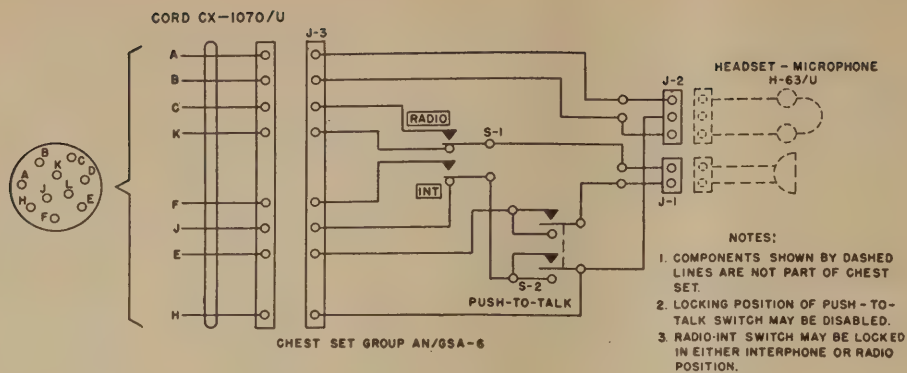 CORD CX-1070/U
J-3
A
B
C
K
F
J
E
H
B
C
K
A
D
J
L
H
E
F
RADIO
S-1
INT
S-2
PUSH-TO-TALK
J-2
J-1
HEADSET - MICROPHONE
H-63/U
CHEST SET GROUP AN/GSA-6
NOTES:
1. COMPONENTS SHOWN BY DASHED
LINES ARE NOT PART OF CHEST
SET.
2. LOCKING POSITION OF PUSH-TO-
TALK SWITCH MAY BE DISABLED.
3. RADIO-INT SWITCH MAY BE LOCKED
IN EITHER INTERPHONE OR RADIO
POSITION.